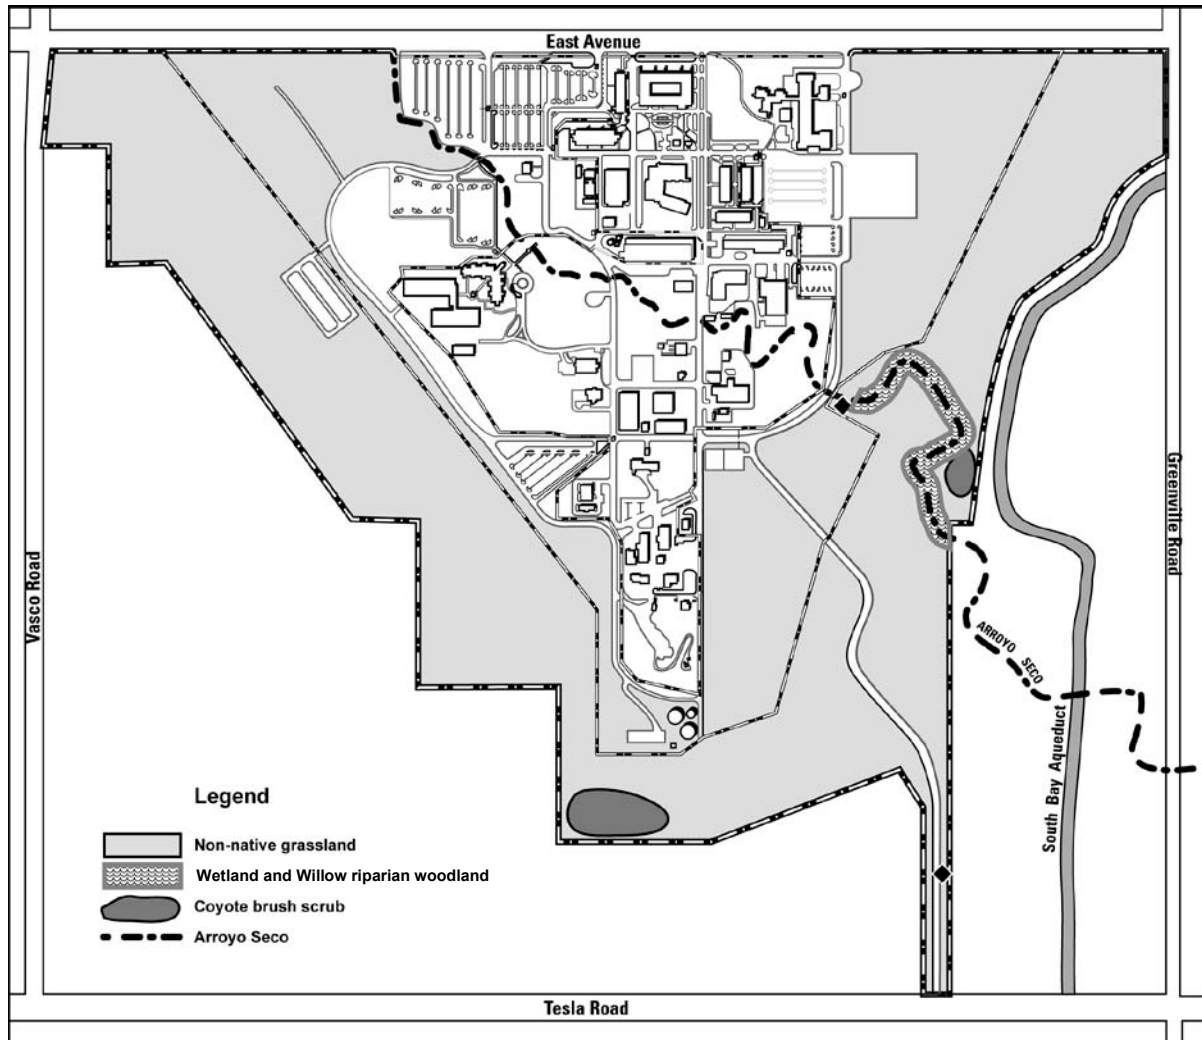 East Avenue
Vasco Road
Greenville Road
ARROYO SECO
South Bay Aqueduct
Legend
Non-native grassland
Wetland and Willow riparian woodland
Coyote brush scrub
Arroyo Seco
Tesla Road